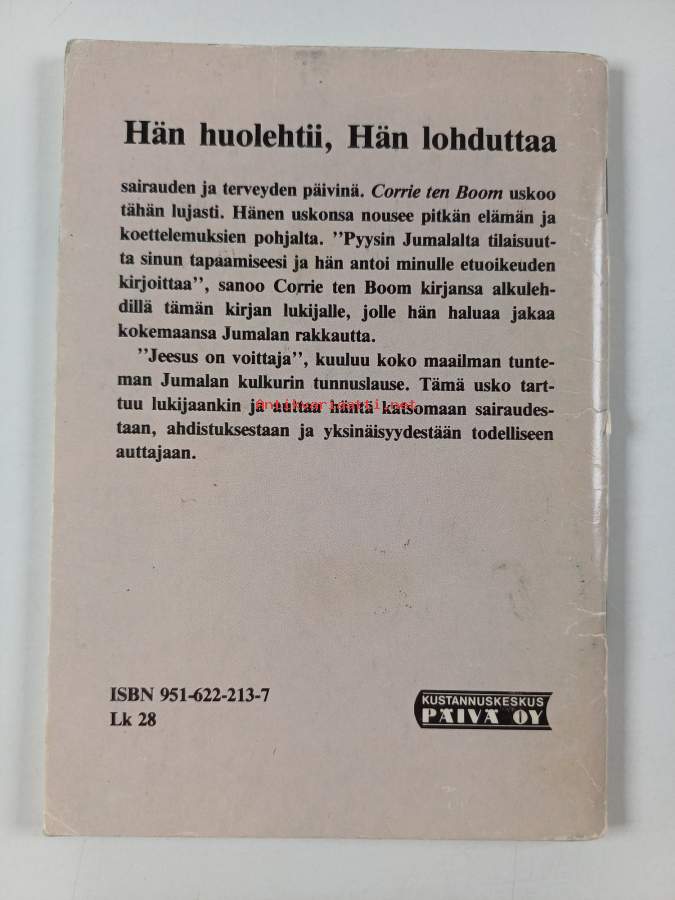 Hän huolehtii, Hän lohduttaa
sairauden ja terveyden päivinä. Corrie ten Boom uskoo
tähän lujasti. Hänen uskonsa nousee pitkän elämän ja
koettelemuksien pohjalta. ”Pyysin Jumalalta tilaisuut-
ta sinun tapaamiseesi ja hän antoi minulle etuoikeuden
kirjoittaa”, sanoo Corrie ten Boom kirjansa alkuleh-
dillä tämän kirjan lukijalle, jolle hän haluaa jakaa
kokemaansa Jumalan rakkautta.
”Jeesus on voittaja”, kuuluu koko maailman tunte-
man Jumalan kulkurin tunnuslause. Tämä usko tart-
tuu lukijaankin ja auttaa häntä katsomaan sairaudes-
taan, ahdistuksestaan ja yksinäisyydestään todelliseen
auttajaan.
Antikvariaatti.net
ISBN 951-622-213-7
Lk 28
KUSTANNUSKESKUS
PÄIVÄ OY